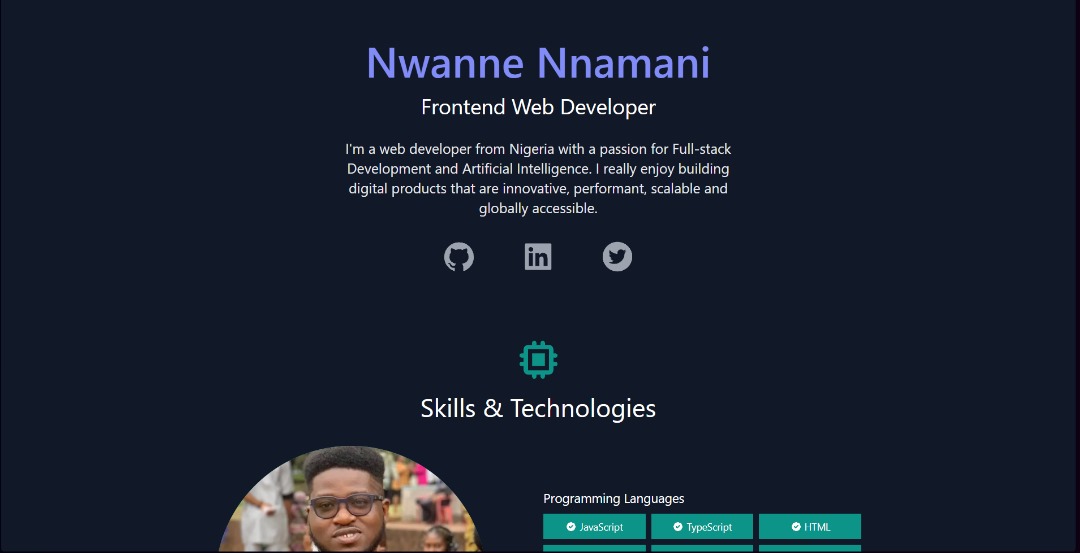 Nwanne Nnamani
Frontend Web Developer
I'm a web developer from Nigeria with a passion for Full-stack
Development and Artificial Intelligence. I really enjoy building
digital products that are innovative, performant, scalable and
globally accessible.
in
Skills & Technologies
Programming Languages
JavaScript
TypeScript
HTML